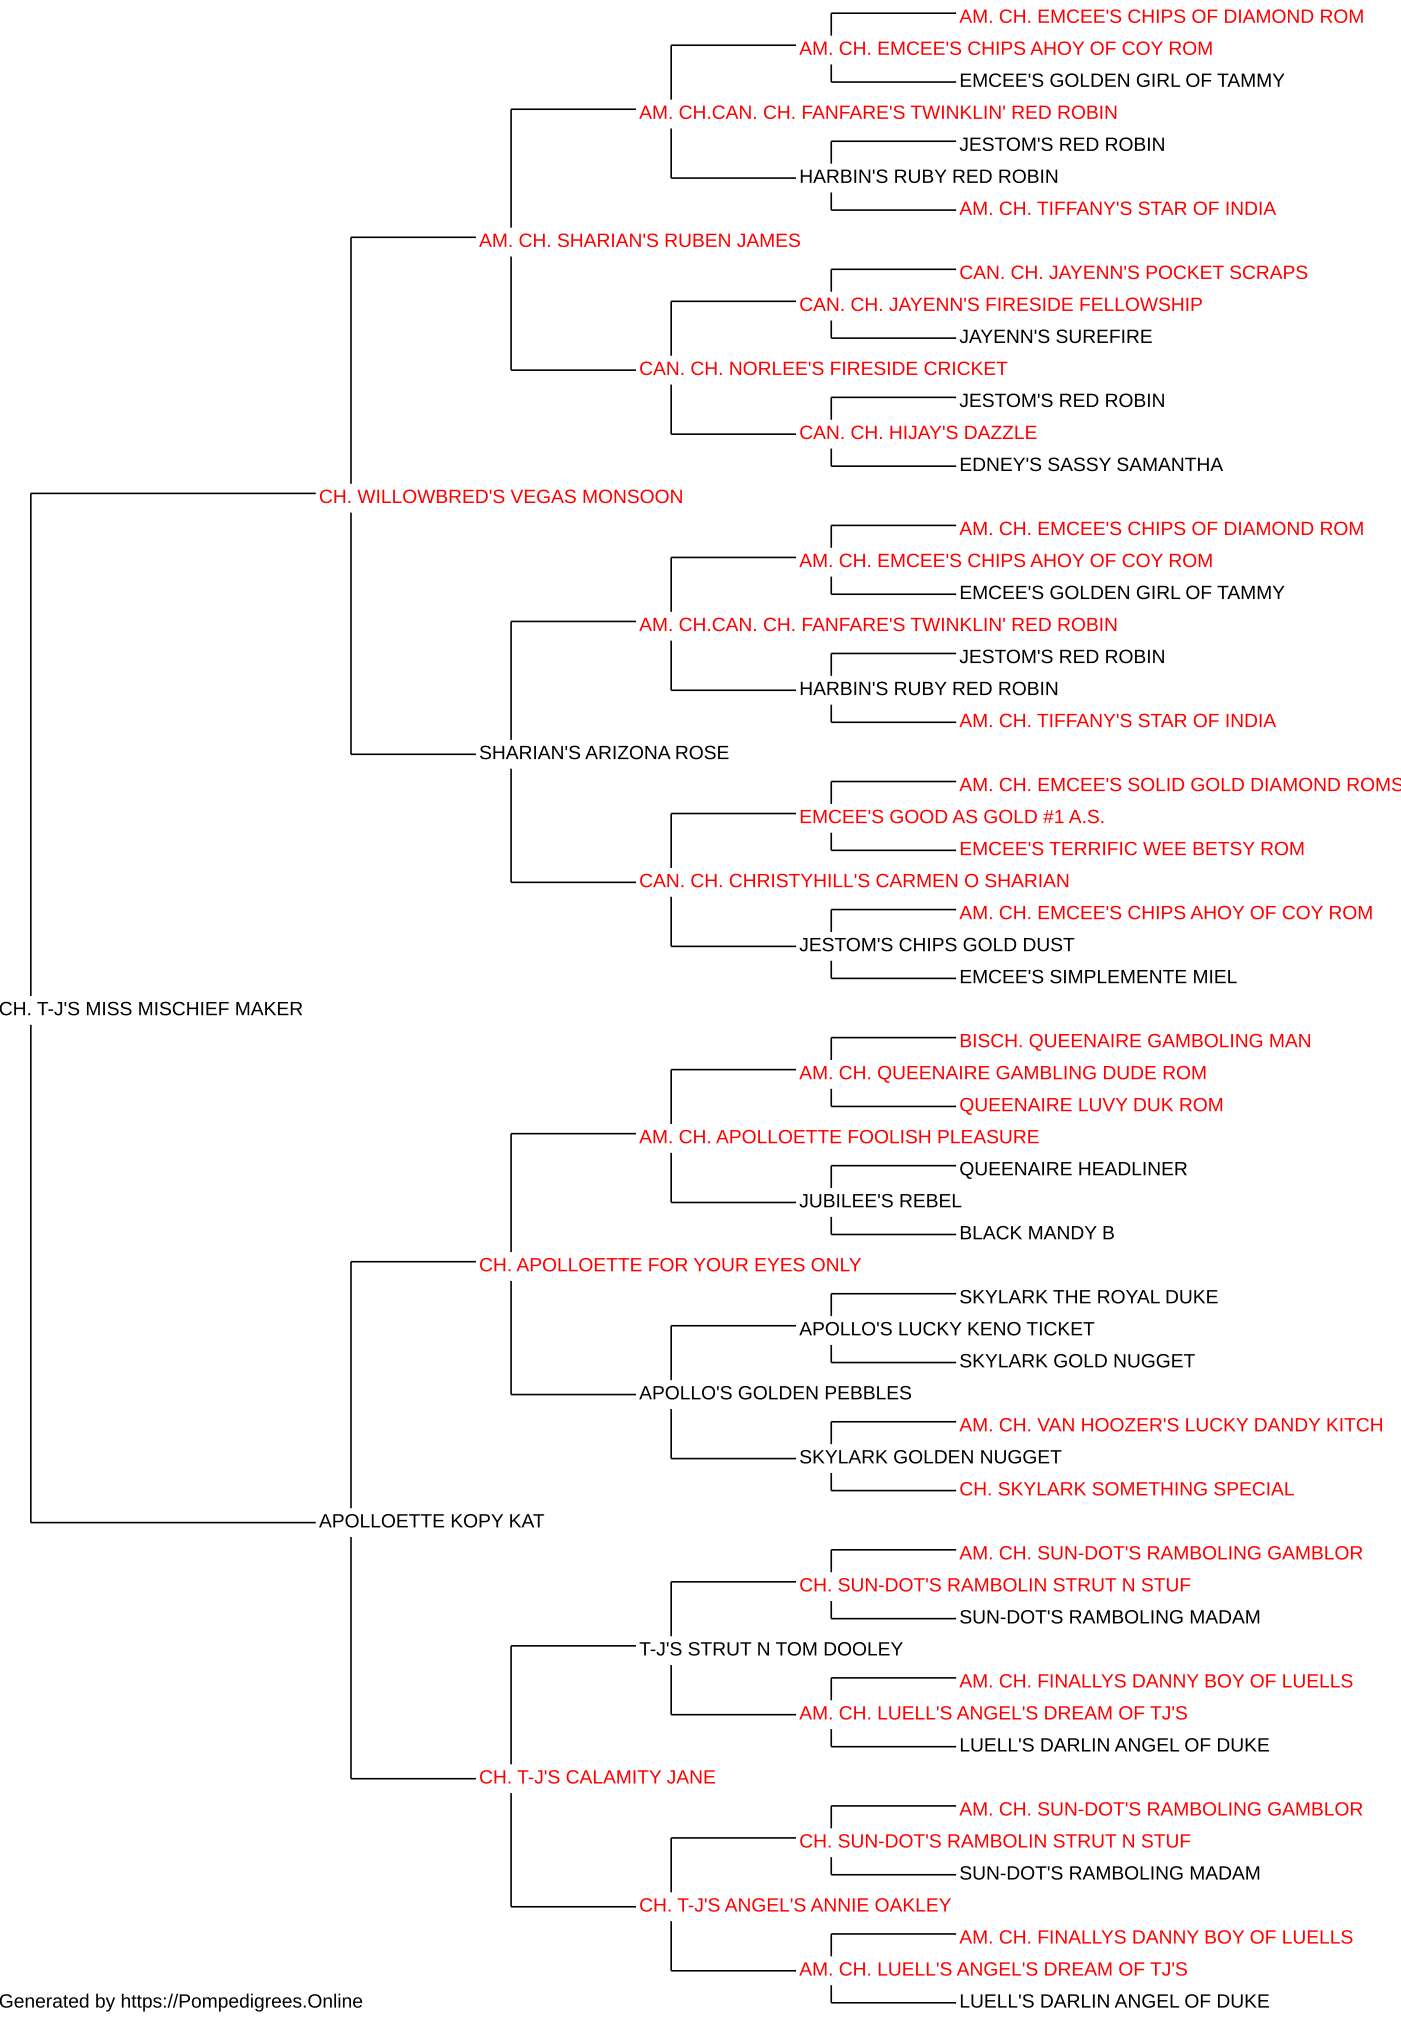 AM. CH. EMCEE'S CHIPS OF DIAMOND ROM
AM. CH. EMCEE'S CHIPS AHOY OF COY ROM
EMCEE'S GOLDEN GIRL OF TAMMY
AM. CH.CAN. CH. FANFARE'S TWINKLIN' RED ROBIN
JESTOM'S RED ROBIN
HARBIN'S RUBY RED ROBIN
AM. CH. TIFFANY'S STAR OF INDIA
AM. CH. SHARIAN'S RUBEN JAMES
CAN. CH. JAYENN'S POCKET SCRAPS
CAN. CH. JAYENN'S FIRESIDE FELLOWSHIP
JAYENN'S SUREFIRE
CAN. CH. NORLEE'S FIRESIDE CRICKET
JESTOM'S RED ROBIN
CAN. CH. HIJAY'S DAZZLE
EDNEY'S SASSY SAMANTHA
CH. WILLOWBRED'S VEGAS MONSOON
AM. CH. EMCEE'S CHIPS OF DIAMOND ROM
AM. CH. EMCEE'S CHIPS AHOY OF COY ROM
EMCEE'S GOLDEN GIRL OF TAMMY
AM. CH.CAN. CH. FANFARE'S TWINKLIN' RED ROBIN
JESTOM'S RED ROBIN
HARBIN'S RUBY RED ROBIN
AM. CH. TIFFANY'S STAR OF INDIA
SHARIAN'S ARIZONA ROSE
AM. CH. EMCEE'S SOLID GOLD DIAMOND ROMS
EMCEE'S GOOD AS GOLD #1 A.S.
EMCEE'S TERRIFIC WEE BETSY ROM
CAN. CH. CHRISTYHILL'S CARMEN O SHARIAN
AM. CH. EMCEE'S CHIPS AHOY OF COY ROM
JESTOM'S CHIPS GOLD DUST
EMCEE'S SIMPLEMENTE MIEL
CH. T-J'S MISS MISCHIEF MAKER
BISCH. QUEENAIRE GAMBOLING MAN
AM. CH. QUEENAIRE GAMBLING DUDE ROM
QUEENAIRE LUVY DUK ROM
AM. CH. APOLLOETTE FOOLISH PLEASURE
QUEENAIRE HEADLINER
JUBILEE'S REBEL
BLACK MANDY B
CH. APOLLOETTE FOR YOUR EYES ONLY
SKYLARK THE ROYAL DUKE
APOLLO'S LUCKY KENO TICKET
SKYLARK GOLD NUGGET
APOLLO'S GOLDEN PEBBLES
AM. CH. VAN HOOZER'S LUCKY DANDY KITCH
SKYLARK GOLDEN NUGGET
CH. SKYLARK SOMETHING SPECIAL
APOLLOETTE KOPY KAT
AM. CH. SUN-DOT'S RAMBOLING GAMBLOR
CH. SUN-DOT'S RAMBOLIN STRUT N STUF
SUN-DOT'S RAMBOLING MADAM
T-J'S STRUT N TOM DOOLEY
AM. CH. FINALLYS DANNY BOY OF LUELLS
AM. CH. LUELL'S ANGEL'S DREAM OF TJ'S
LUELL'S DARLIN ANGEL OF DUKE
CH. T-J'S CALAMITY JANE
AM. CH. SUN-DOT'S RAMBOLING GAMBLOR
CH. SUN-DOT'S RAMBOLIN STRUT N STUF
SUN-DOT'S RAMBOLING MADAM
CH. T-J'S ANGEL'S ANNIE OAKLEY
AM. CH. FINALLYS DANNY BOY OF LUELLS
AM. CH. LUELL'S ANGEL'S DREAM OF TJ'S
LUELL'S DARLIN ANGEL OF DUKE
Generated by https://Pompedigrees.Online